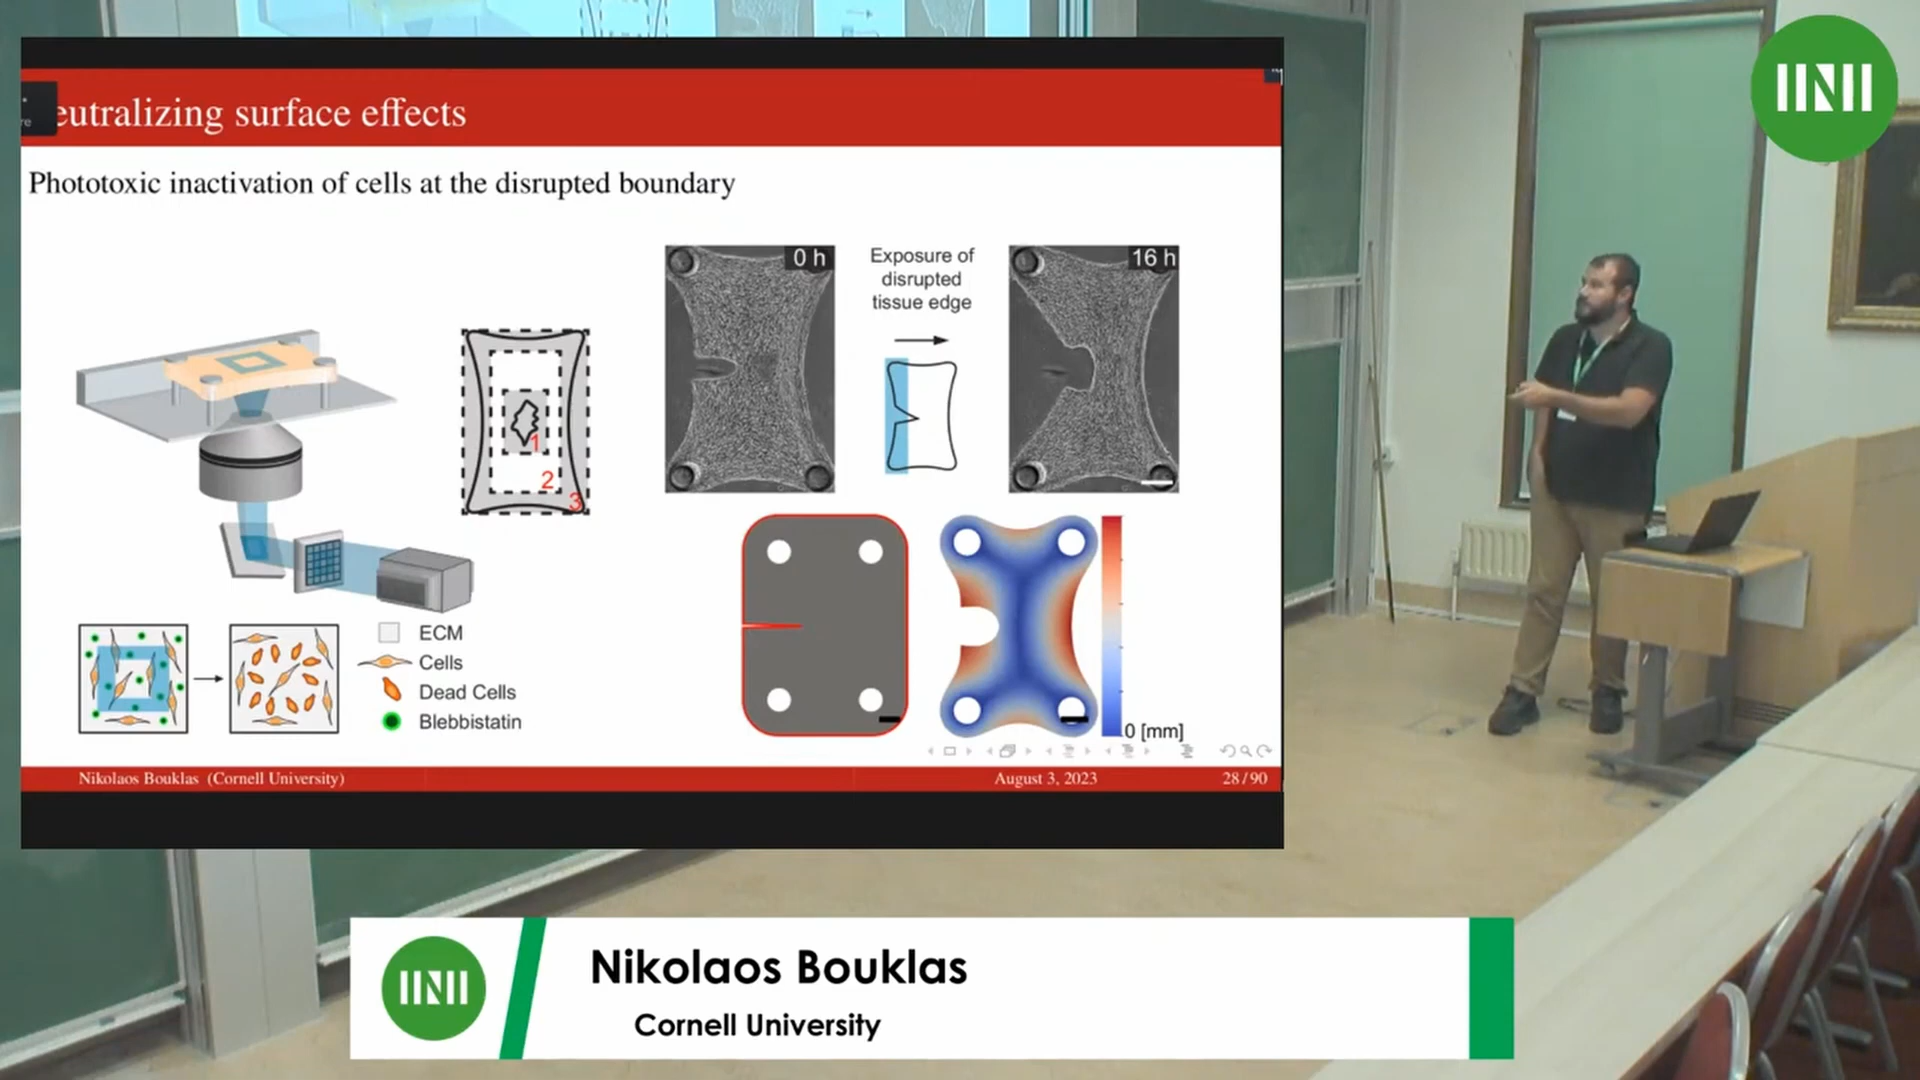 eutralizing surface effects
Phototoxic inactivation of cells at the disrupted boundary
0 h
Exposure of
disrupted
tissue edge
16 h
1
2
3
ECM
Cells
Dead Cells
Blebbistatin
0 [mm]
Nikolaos Bouklas (Cornell University)
August 3, 2023
28 / 90
Nikolaos Bouklas
Cornell University